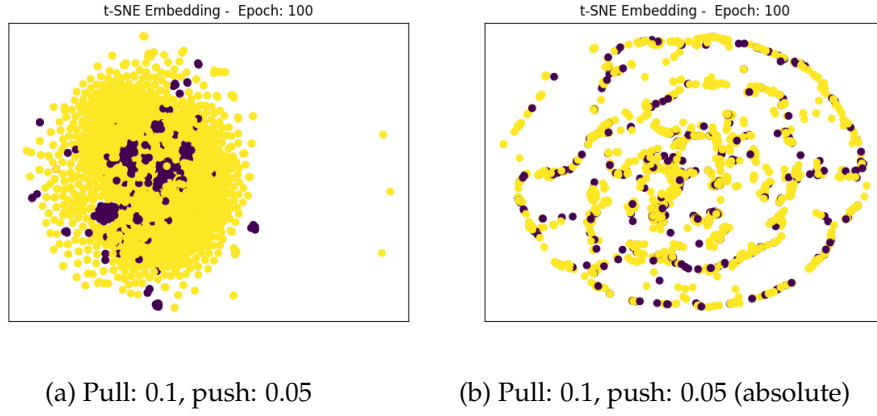 t-SNE Embedding - Epoch: 100
t-SNE Embedding - Epoch: 100
(a) Pull: 0.1, push: 0.05
(b) Pull: 0.1, push: 0.05 (absolute)